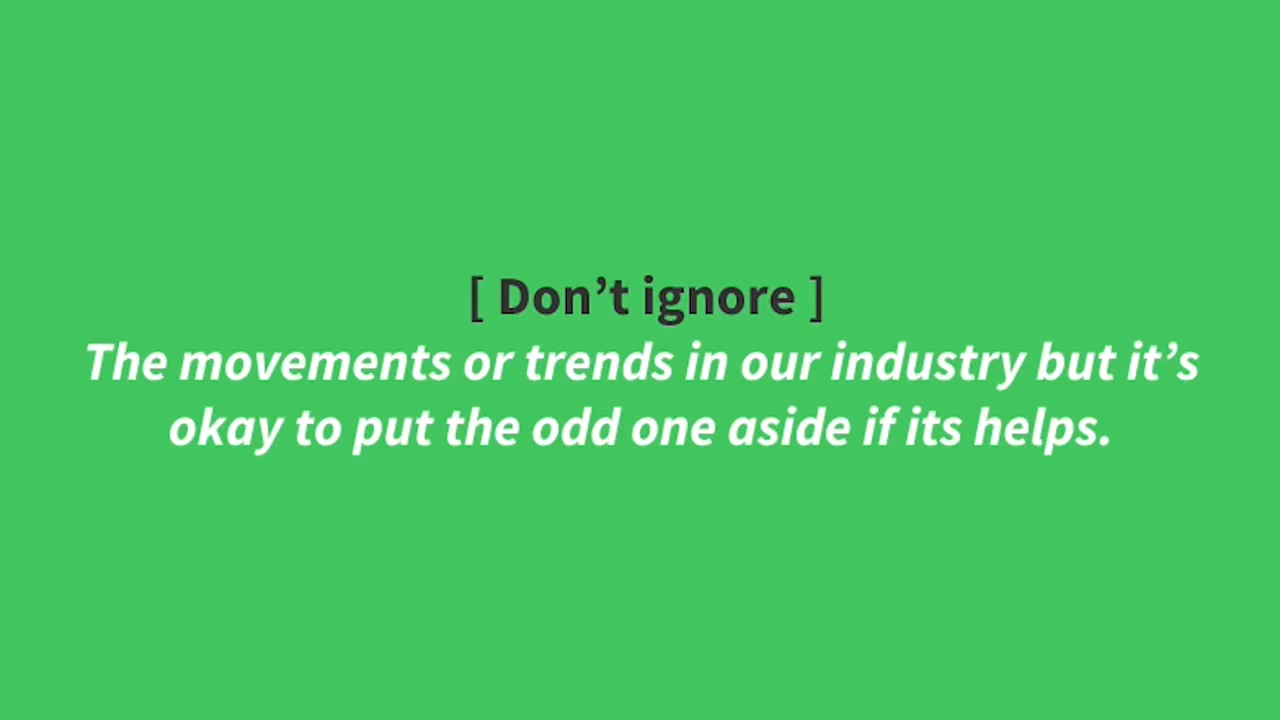 [ Don’t ignore ]
The movements or trends in our industry but it’s
okay to put the odd one aside if its helps.